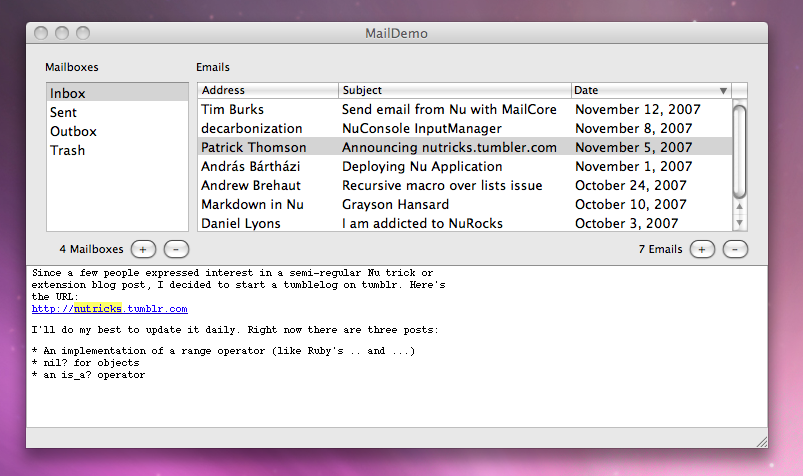 MailDemo
Mailboxes
Inbox
Sent
Outbox
Trash
4 Mailboxes + -
Emails
Address Subject Date
Tim Burks Send email from Nu with MailCore November 12, 2007
decarbonization NuConsole InputManager November 8, 2007
Patrick Thomson Announcing nutricks.tumbler.com November 5, 2007
András Bártházi Deploying Nu Application November 1, 2007
Andrew Brehaut Recursive macro over lists issue October 24, 2007
Markdown in Nu Grayson Hansard October 10, 2007
Daniel Lyons I am addicted to NuRocks October 3, 2007
7 Emails + -
Since a few people expressed interest in a semi-regular Nu trick or
extension blog post, I decided to start a tumblelog on tumblr. Here's
the URL:
http://nutricks.tumblr.com
I'll do my best to update it daily. Right now there are three posts:
* An implementation of a range operator (like Ruby's .. and ...)
* nil? for objects
* an is_a? operator